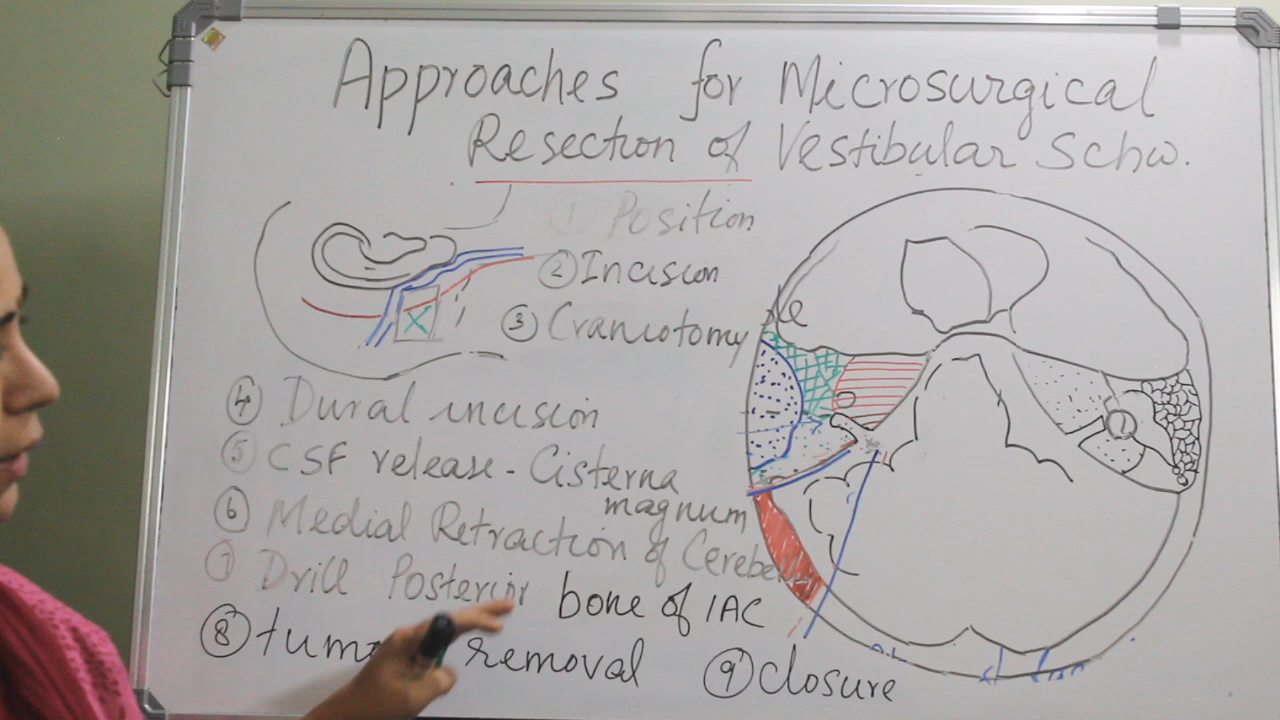 Approaches for Microsurgical
Resection of Vestibular Schw.
① Position
② Incision
③ Craniotomy
④ Dural incision
⑤ CSF release - Cisterna
magnum
⑥ Medial Retraction of
⑦ Drill Posterior bone of IAC
⑧ removal
⑨ closure